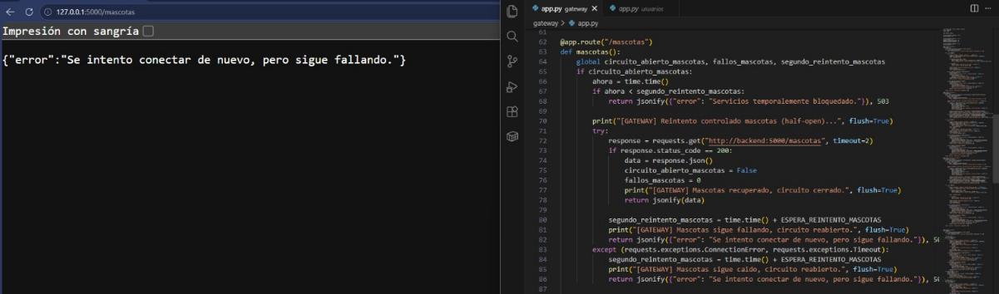 127.0.0.1:5000/mascotas
Impresión con sangría
{"error":"Se intento conectar de nuevo, pero sigue fallando."}
app.py gateway
app.py usuarios
gateway > app.py
61
62 @app.route("/mascotas")
63 def mascotas():
64 global circuito_abierto_mascotas, fallos_mascotas, segundo_reintento_mascotas
65 if circuito_abierto_mascotas:
66 ahora = time.time()
67 if ahora < segundo_reintento_mascotas:
68 return jsonify({"error": "Servicios temporalemente bloquedado."}), 503
69
70 print("[GATEWAY] Reintento controlado mascotas (half-open)...", flush=True)
71 try:
72 response = requests.get("http://backend:5000/mascotas", timeout=2)
73 if response.status_code == 200:
74 data = response.json()
75 circuito_abierto_mascotas = False
76 fallos_mascotas = 0
77 print("[GATEWAY] Mascotas recuperado, circuito cerrado.", flush=True)
78 return jsonify(data)
79
80 segundo_reintento_mascotas = time.time() + ESPERA_REINTENTO_MASCOTAS
81 print("[GATEWAY] Mascotas sigue fallando, circuito reabierto.", flush=True)
82 return jsonify({"error": "Se intento conectar de nuevo, pero sigue fallando."}), 50
83 except (requests.exceptions.ConnectionError, requests.exceptions.Timeout):
84 segundo_reintento_mascotas = time.time() + ESPERA_REINTENTO_MASCOTAS
85 print("[GATEWAY] Mascotas sigue caido, circuito reabierto.", flush=True)
86 return jsonify({"error": "Se intento conectar de nuevo, pero sigue fallando."}), 50
87